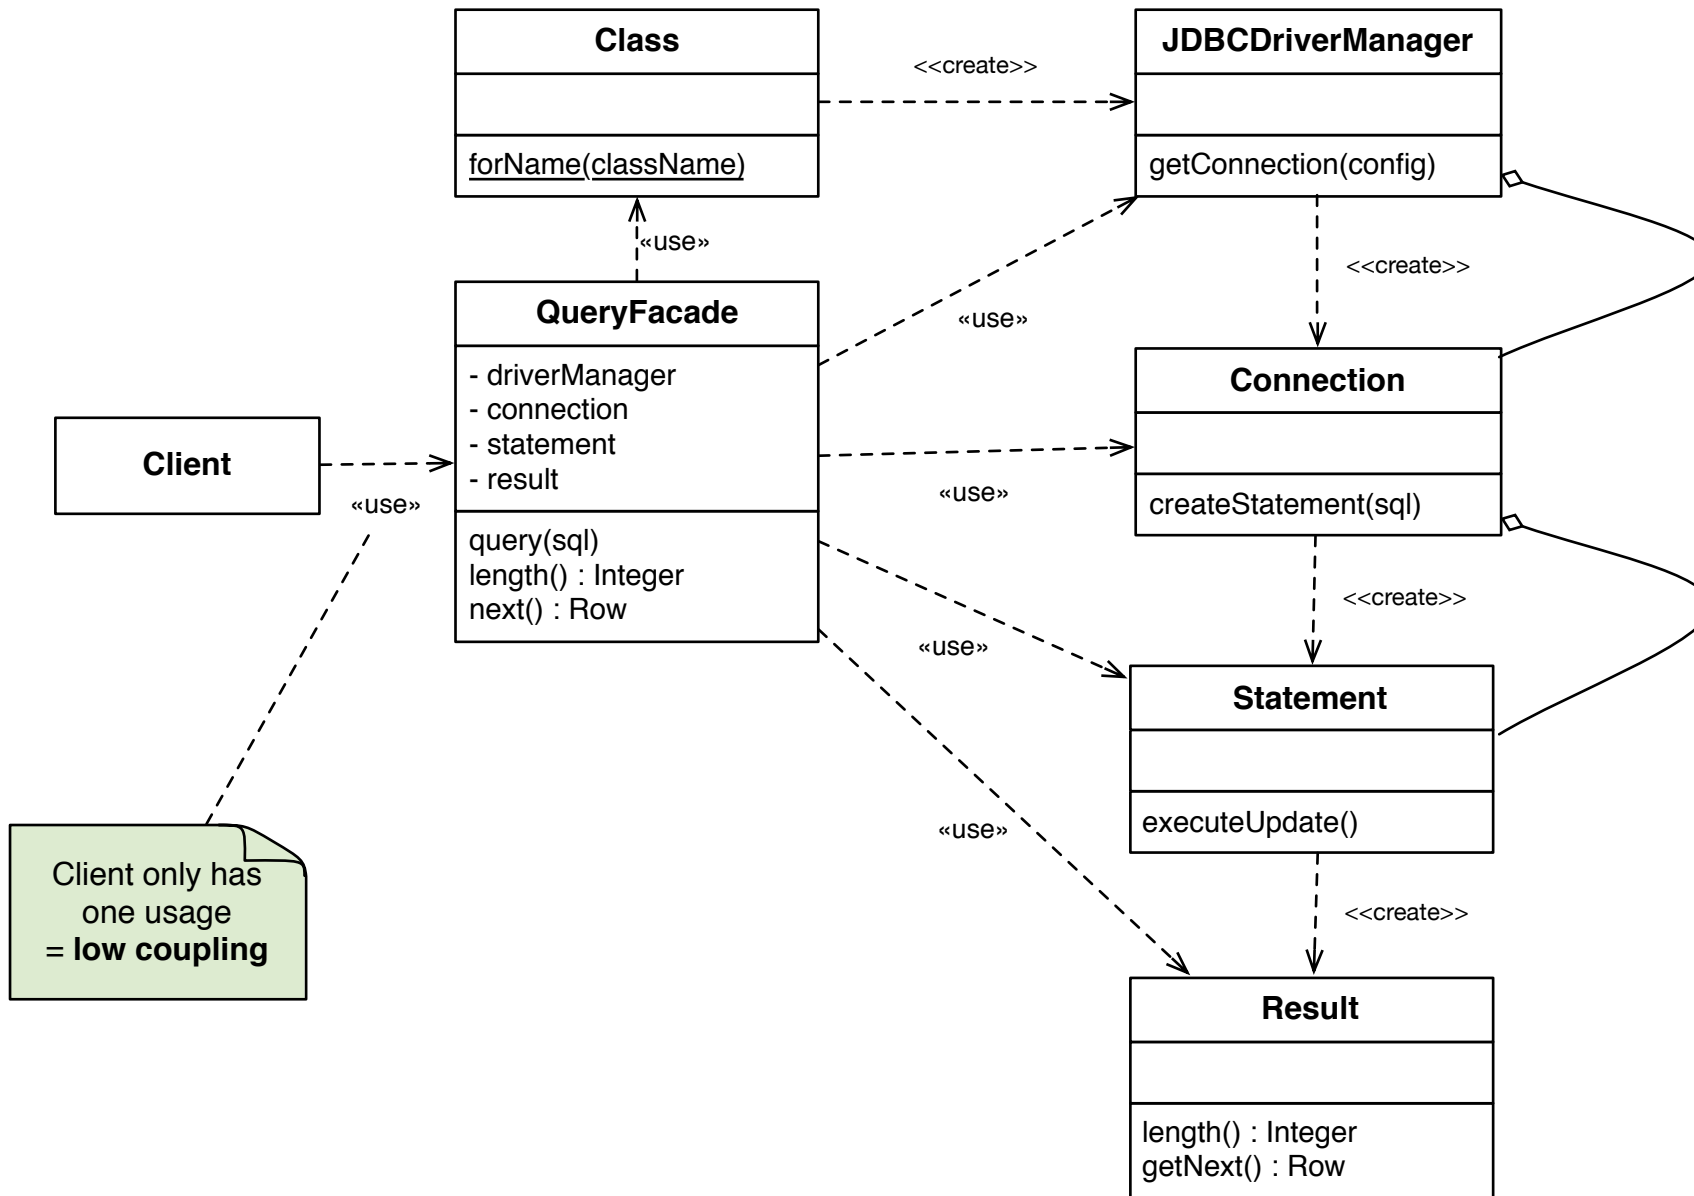 Class
forName(className)
<<create>>
JDBCDriverManager
getConnection(config)
«use»
<<create>>
QueryFacade
- driverManager
- connection
- statement
- result
query(sql)
length() : Integer
next() : Row
«use»
Connection
createStatement(sql)
Client
«use»
«use»
<<create>>
«use»
Statement
executeUpdate()
«use»
<<create>>
Client only has
one usage
= low coupling
Result
length() : Integer
getNext() : Row